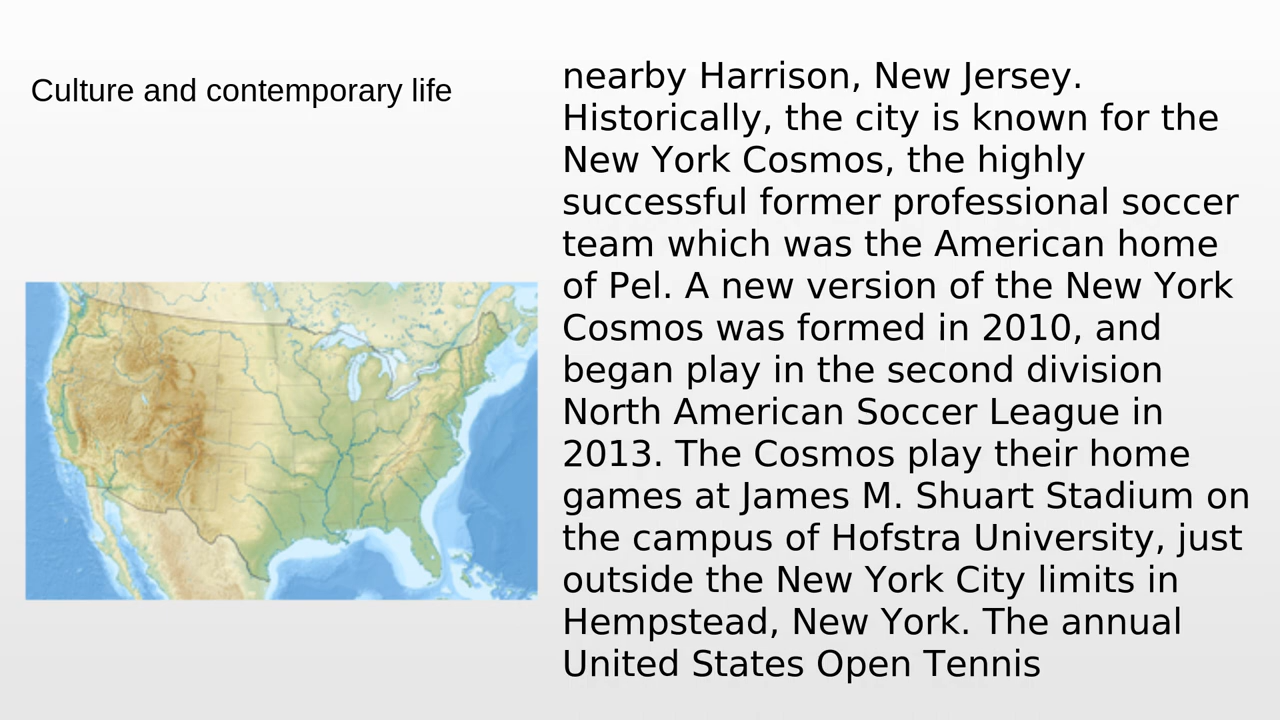 Culture and contemporary life
nearby Harrison, New Jersey.
Historically, the city is known for the
New York Cosmos, the highly
successful former professional soccer
team which was the American home
of Pel. A new version of the New York
Cosmos was formed in 2010, and
began play in the second division
North American Soccer League in
2013. The Cosmos play their home
games at James M. Shuart Stadium on
the campus of Hofstra University, just
outside the New York City limits in
Hempstead, New York. The annual
United States Open Tennis